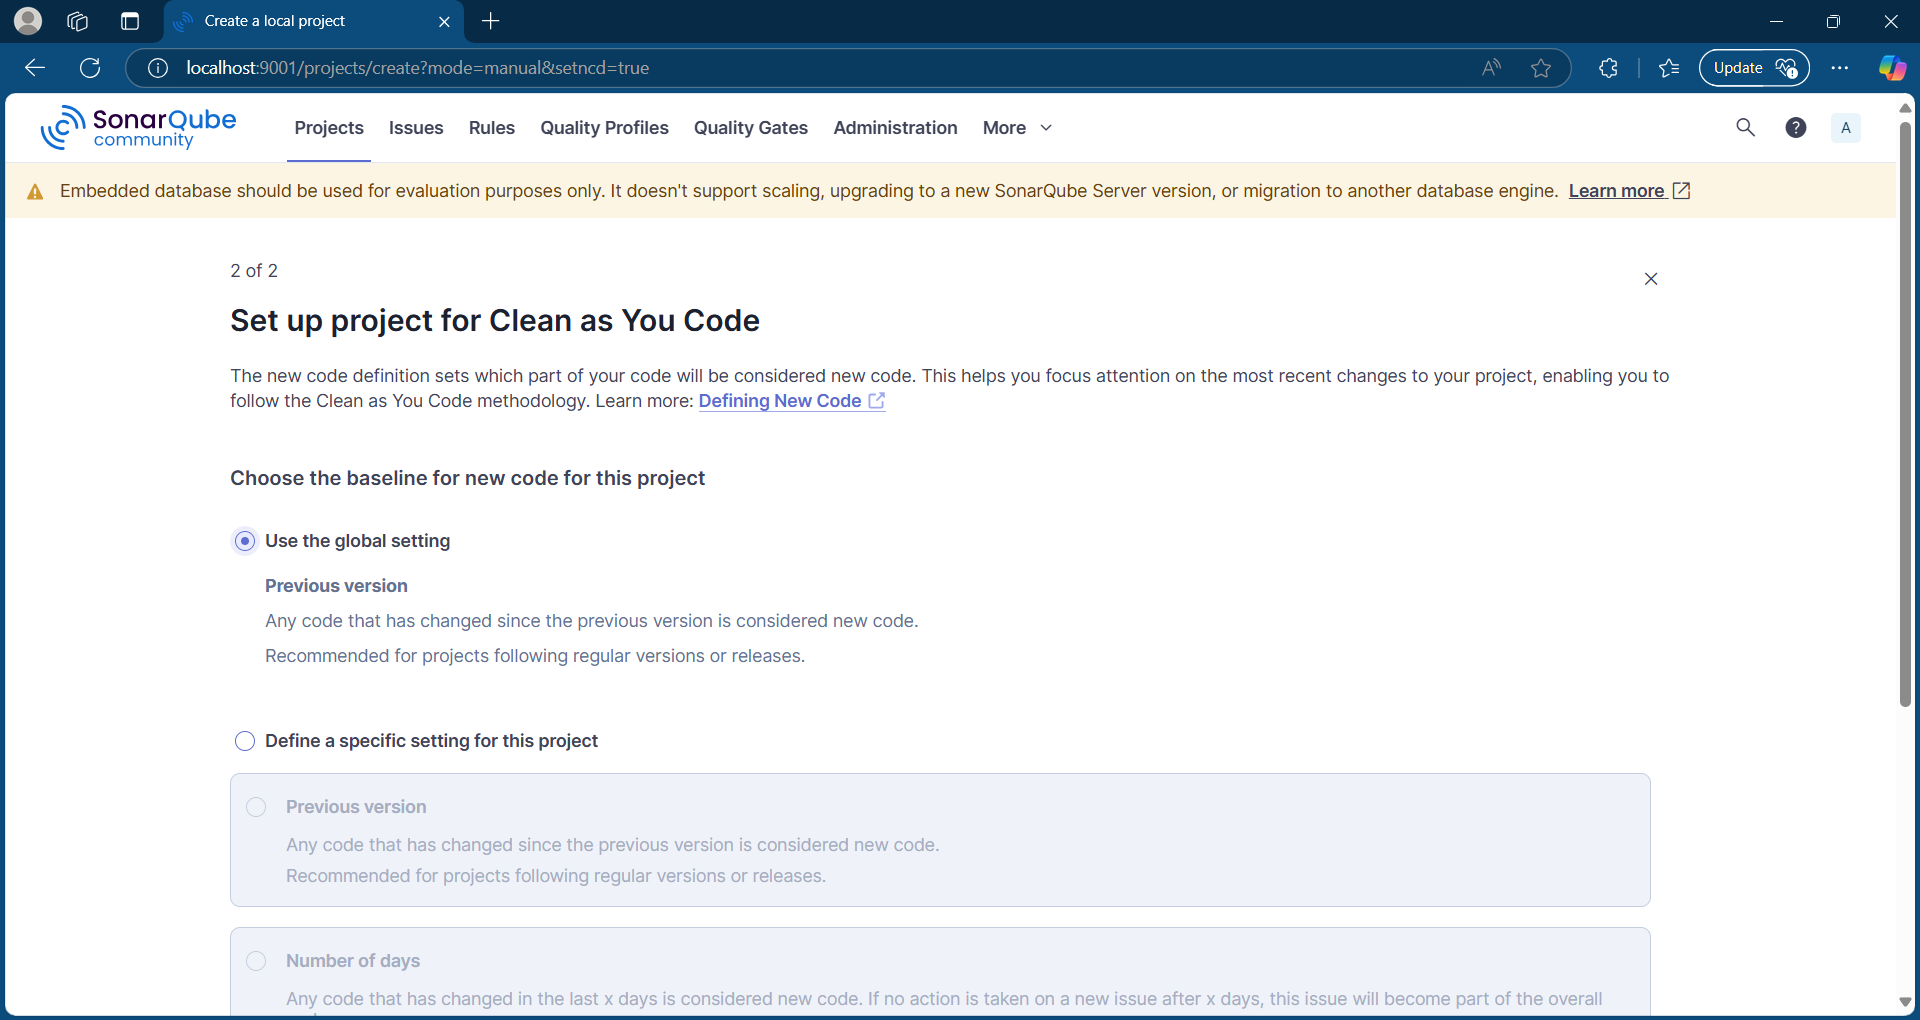 Create a local project
localhost:9001/projects/create?mode=manual&setncd=true
Update
SonarQube
community
Projects
Issues
Rules
Quality Profiles
Quality Gates
Administration
More
?
A
Embedded database should be used for evaluation purposes only. It doesn't support scaling, upgrading to a new SonarQube Server version, or migration to another database engine. Learn more
2 of 2
Set up project for Clean as You Code
The new code definition sets which part of your code will be considered new code. This helps you focus attention on the most recent changes to your project, enabling you to
follow the Clean as You Code methodology. Learn more: Defining New Code
Choose the baseline for new code for this project
Use the global setting
Previous version
Any code that has changed since the previous version is considered new code.
Recommended for projects following regular versions or releases.
Define a specific setting for this project
Previous version
Any code that has changed since the previous version is considered new code.
Recommended for projects following regular versions or releases.
Number of days
Any code that has changed in the last x days is considered new code. If no action is taken on a new issue after x days, this issue will become part of the overall